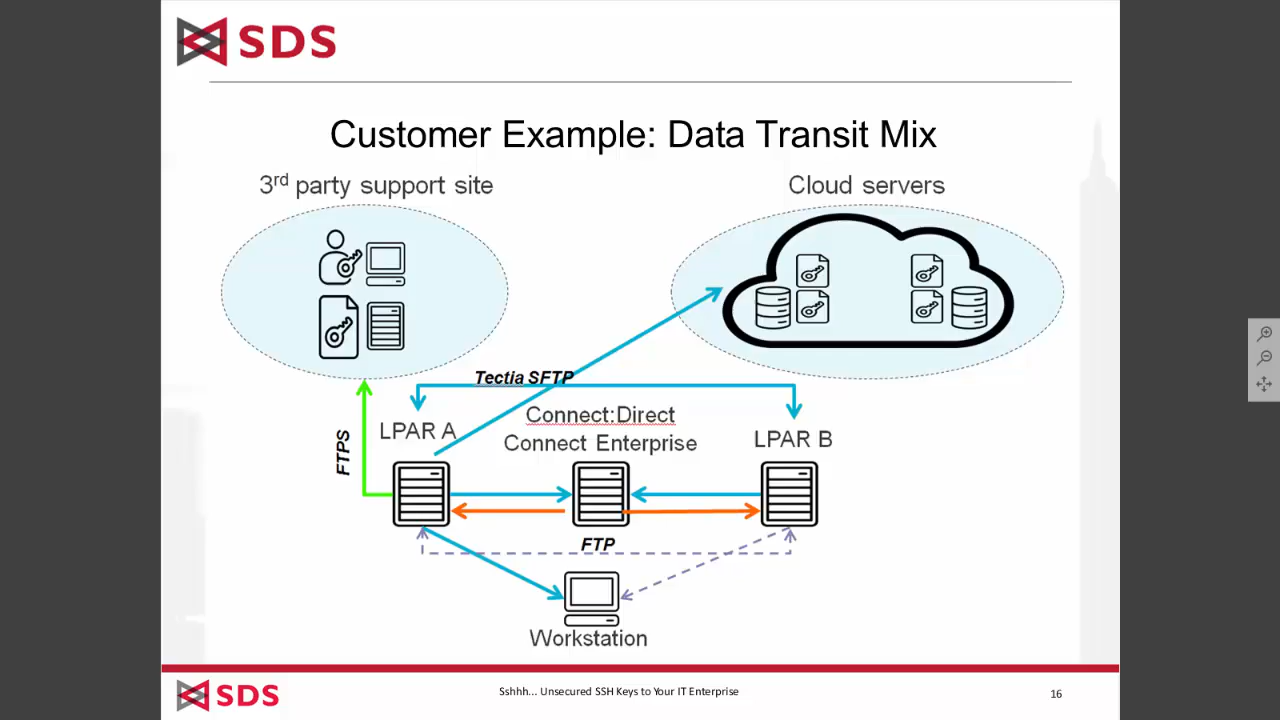 SDS
Customer Example: Data Transit Mix
3rd party support site
Cloud servers
Tectia SFTP
Connect:Direct
LPAR A
Connect Enterprise
LPAR B
FTPS
FTP
Workstation
SDS
Sshhh... Unsecured SSH Keys to Your IT Enterprise
16